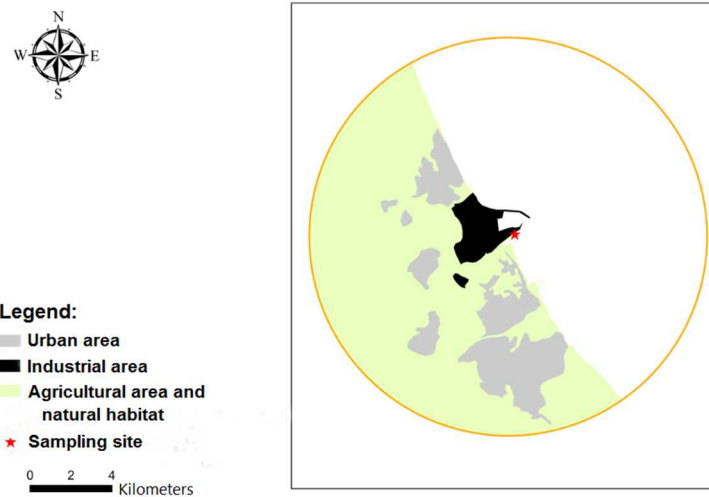 N
W E
S
Legend:
Urban area
Industrial area
Agricultural area and
natural habitat
Sampling site
0 2 4
Kilometers